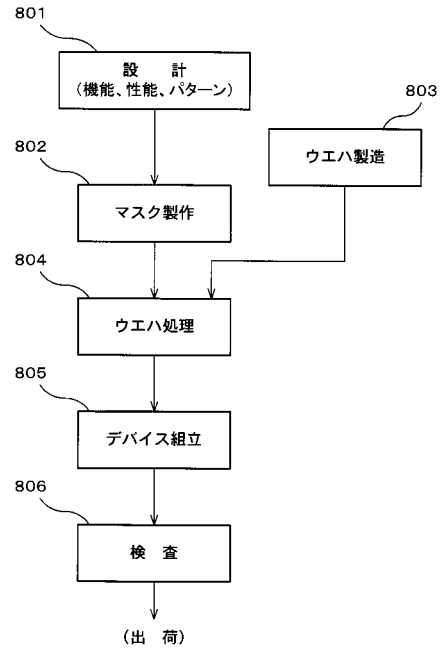 801
設 計
(機能、性能、パターン)
803
ウエハ製造
802
マスク製作
804
ウエハ処理
805
デバイス組立
806
検 査
(出 荷)